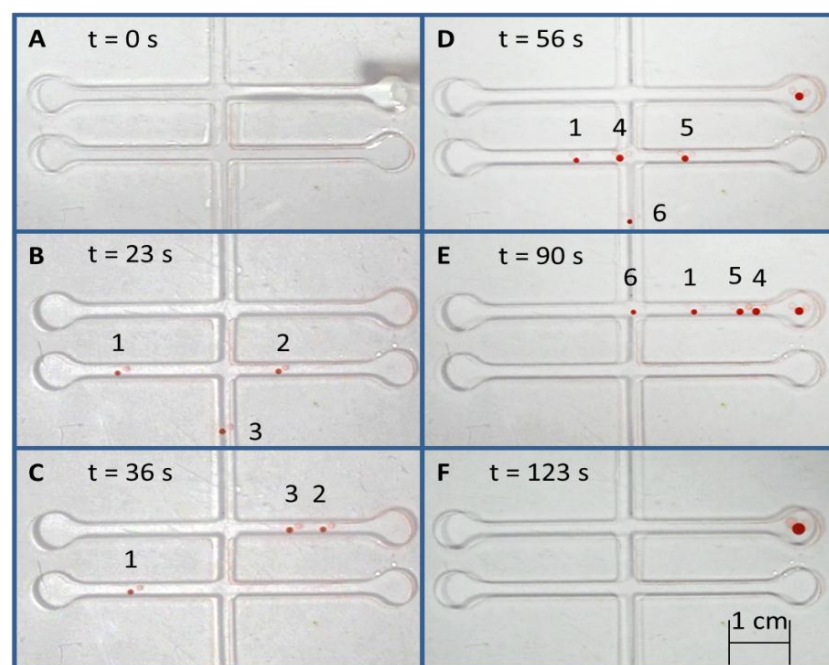 A t = 0 s
B t = 23 s
1 2
3
C t = 36 s
3 2
1
D t = 56 s
1 4 5
6
E t = 90 s
6 1 5 4
F t = 123 s
1 cm